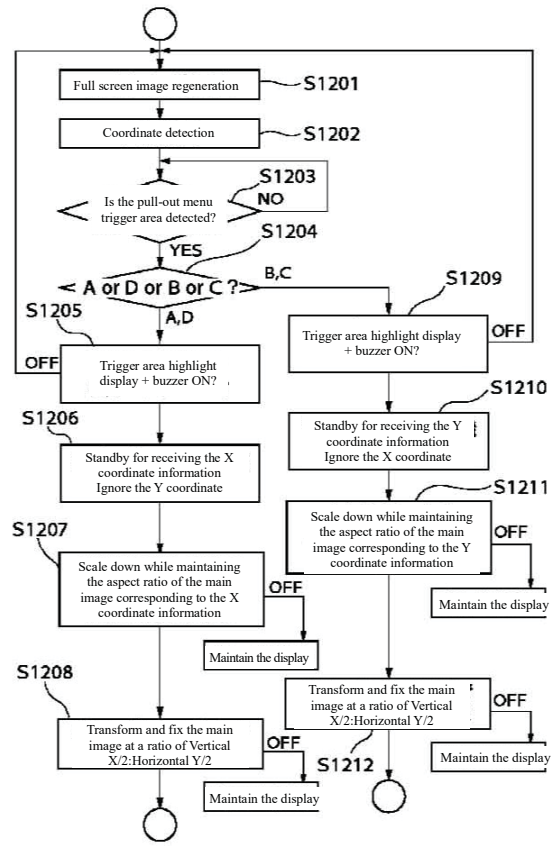 Full screen image regeneration
S1201
Coordinate detection
S1202
Is the pull-out menu
trigger area detected?
S1203
NO
YES
S1204
A or D or B or C ?
B,C
A,D
S1205
Trigger area highlight
display + buzzer ON?
OFF
S1206
Standby for receiving the X
coordinate information
Ignore the Y coordinate
S1207
Scale down while maintaining
the aspect ratio of the main
image corresponding to the X
coordinate information
OFF
Maintain the display
S1208
Transform and fix the main
image at a ratio of Vertical
X/2:Horizontal Y/2
OFF
Maintain the display
S1209
Trigger area highlight display
+ buzzer ON?
OFF
S1210
Standby for receiving the Y
coordinate information
Ignore the X coordinate
S1211
Scale down while maintaining
the aspect ratio of the main
image corresponding to the Y
coordinate information
OFF
Maintain the display
Transform and fix the main
image at a ratio of Vertical
X/2:Horizontal Y/2
OFF
S1212
Maintain the display